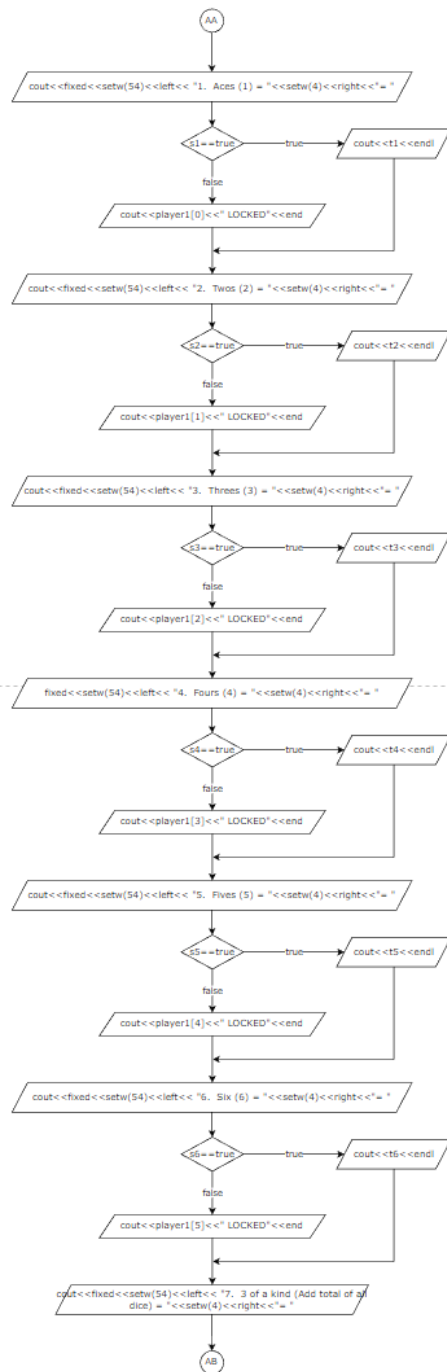 AA
cout<<fixed<<setw(54)<<left<< "1.  Aces (1) = "<<setw(4)<<right<<"= "
s1==true
true
cout<<t1<<endl
false
cout<<player1[0]<<" LOCKED"<<end
cout<<fixed<<setw(54)<<left<< "2.  Twos (2) = "<<setw(4)<<right<<"= "
s2==true
true
cout<<t2<<endl
false
cout<<player1[1]<<" LOCKED"<<end
cout<<fixed<<setw(54)<<left<< "3.  Threes (3) = "<<setw(4)<<right<<"= "
s3==true
true
cout<<t3<<endl
false
cout<<player1[2]<<" LOCKED"<<end
fixed<<setw(54)<<left<< "4.  Fours (4) = "<<setw(4)<<right<<"= "
s4==true
true
cout<<t4<<endl
false
cout<<player1[3]<<" LOCKED"<<end
cout<<fixed<<setw(54)<<left<< "5.  Fives (5) = "<<setw(4)<<right<<"= "
s5==true
true
cout<<t5<<endl
false
cout<<player1[4]<<" LOCKED"<<end
cout<<fixed<<setw(54)<<left<< "6.  Six (6) = "<<setw(4)<<right<<"= "
s6==true
true
cout<<t6<<endl
false
cout<<player1[5]<<" LOCKED"<<end
cout<<fixed<<setw(54)<<left<< "7.  3 of a kind (Add total of all
dice) = "<<setw(4)<<right<<"= "
AB